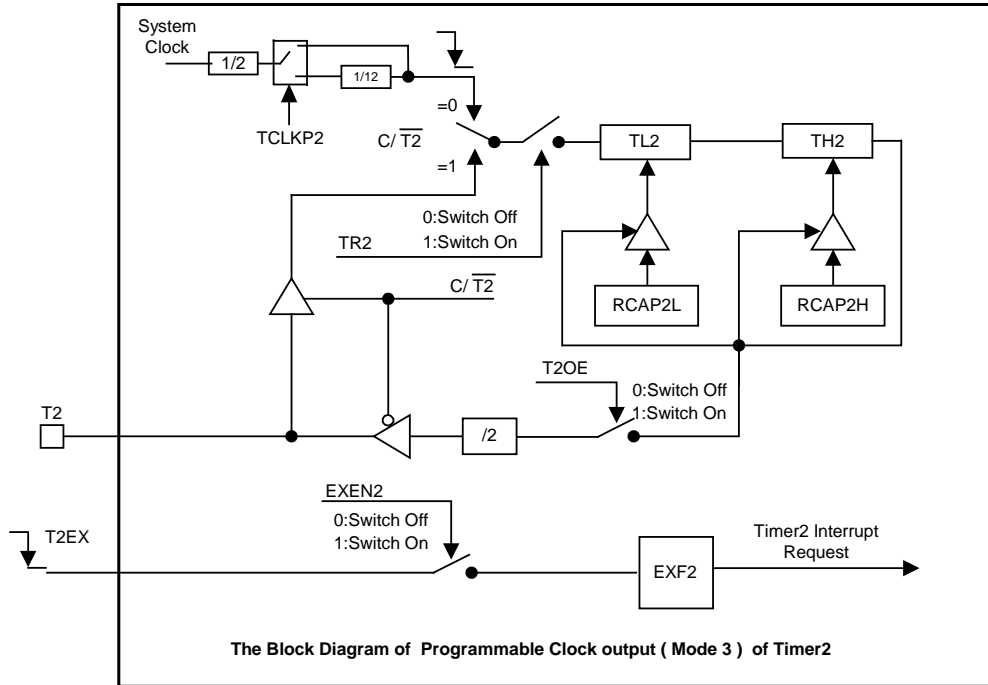 System
Clock
1/2
1/12
TCLKP2
=0
C/ T2
=1
TL2
TH2
0:Switch Off
1:Switch On
TR2
C/ T2
RCAP2L
RCAP2H
T2OE
0:Switch Off
1:Switch On
T2
/2
EXEN2
0:Switch Off
1:Switch On
T2EX
EXF2
Timer2 Interrupt
Request
The Block Diagram of Programmable Clock output ( Mode 3 ) of Timer2